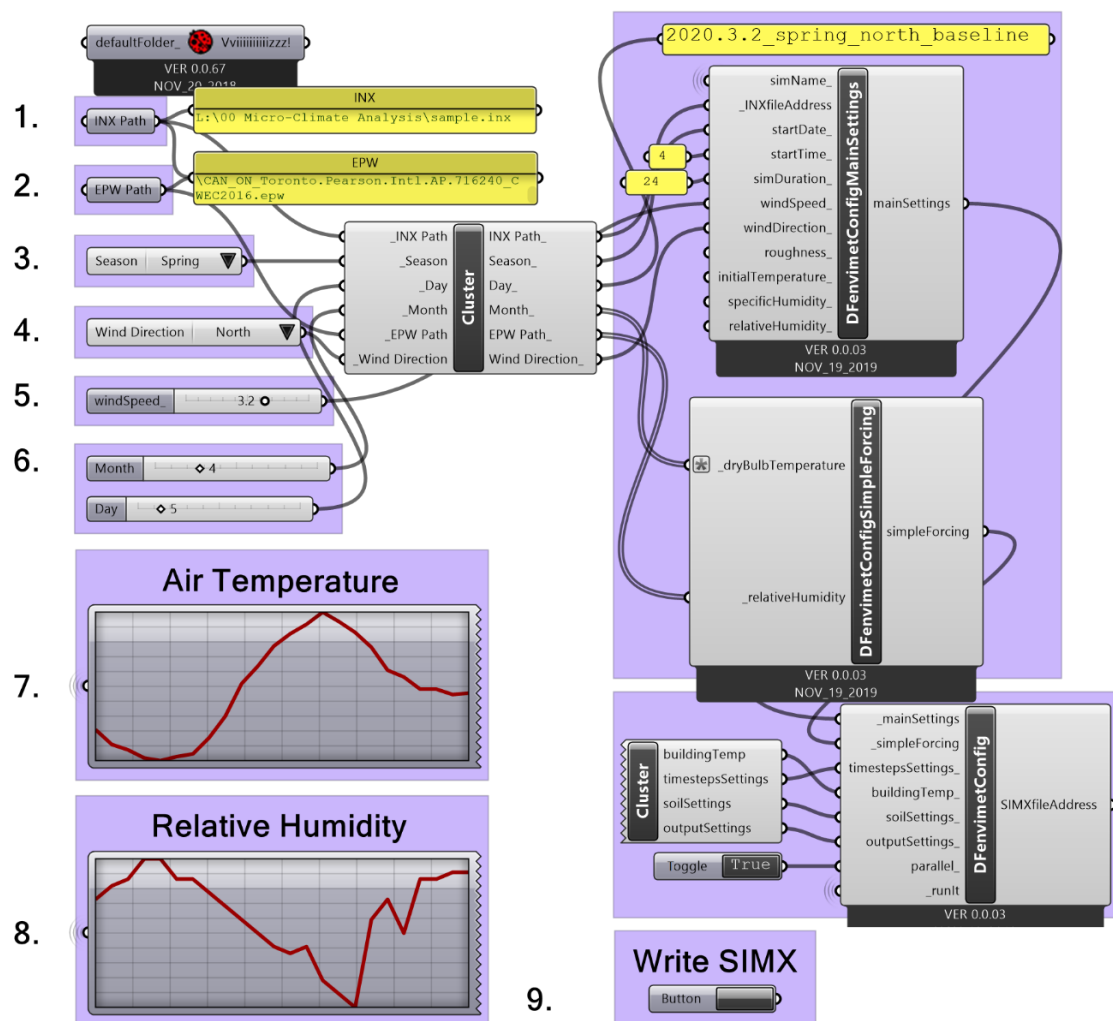 defaultFolder_ Vviiiiiiiiiizzz!
VER 0.0.67
NOV_20_2018
1.
INX Path
INX
L:\00 Micro-Climate Analysis\sample.inx
2.
EPW Path
EPW
\CAN_ON_Toronto.Pearson.Intl.AP.716240_C
WEC2016.epw
3.
Season Spring
4.
Wind Direction North
5.
windSpeed_ 3.2
6.
Month 4
Day 5
_INX Path
_Season
_Day
_Month
_EPW Path
_Wind Direction
Cluster
INX Path_
Season_
Day_
Month_
EPW Path_
Wind Direction_
2020.3.2_spring_north_baseline
simName_
_INXfileAddress
startDate_
startTime_
simDuration_
windSpeed_
windDirection_
roughness_
initialTemperature_
specificHumidity_
relativeHumidity_
4
24
DFenvimetConfigMainSettings
mainSettings
VER 0.0.03
NOV_19_2019
_dryBulbTemperature
_relativeHumidity
DFenvimetConfigSimpleForcing
simpleForcing
VER 0.0.03
NOV_19_2019
7.
Air Temperature
8.
Relative Humidity
Cluster
buildingTemp
timestepsSettings
soilSettings
outputSettings
Toggle True
_mainSettings
_simpleForcing
timestepsSettings_
buildingTemp_
soilSettings_
outputSettings_
parallel_
_runIt
DFenvimetConfig
SIMXfileAddress
VER 0.0.03
9.
Write SIMX
Button